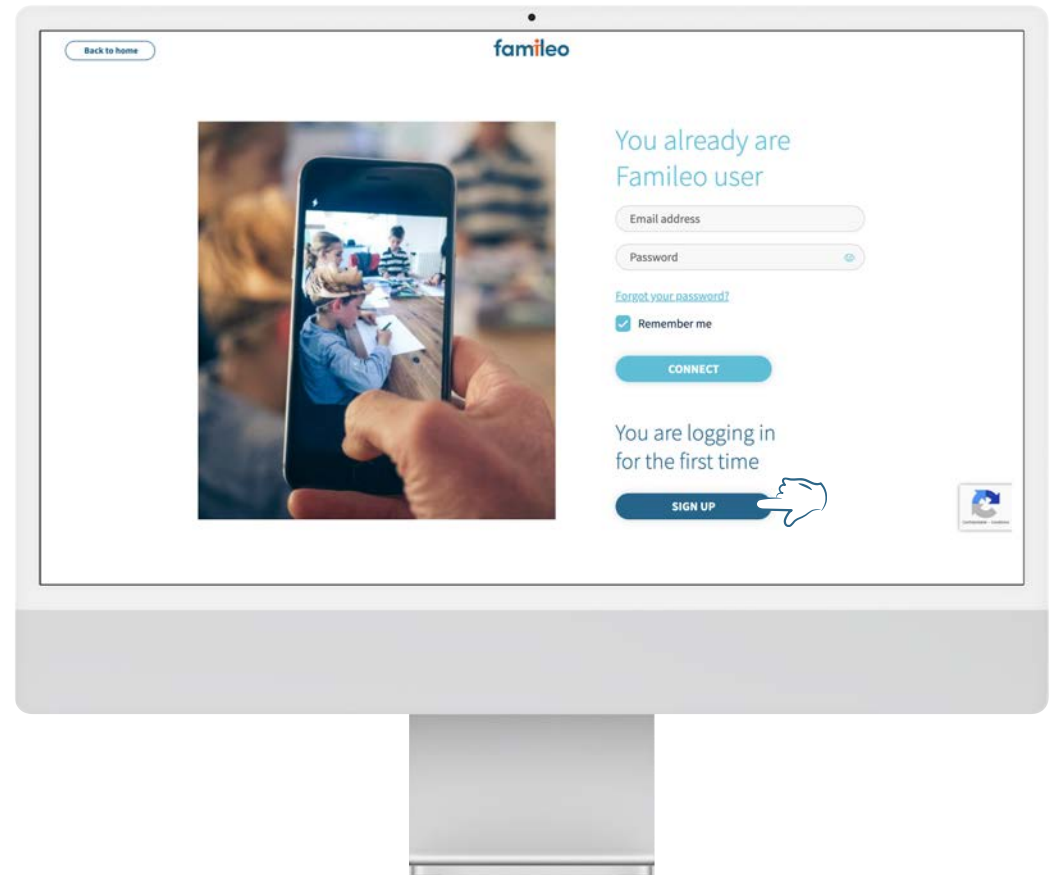 Back to home
famileo
You already are
Famileo user
Email address
Password
Forgot your password?
Remember me
CONNECT
You are logging in
for the first time
SIGN UP